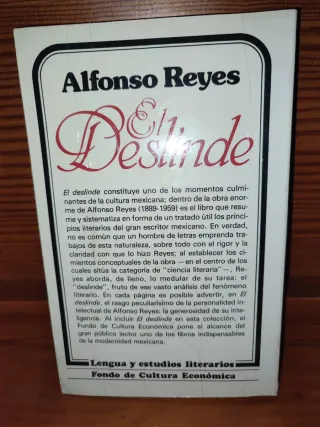 Alfonso Reyes
El
Deslinde
El deslinde constituye uno de los momentos culmi-
nantes de la cultura mexicana; dentro de la obra enor-
me de Alfonso Reyes (1889-1959) es el libro que resu-
me y sistematiza en forma de un tratado útil los princi-
pios literarios del gran escritor mexicano. En verdad,
no es común que un hombre de letras emprenda tra-
bajos de esta naturaleza, sobre todo con el rigor y la
claridad con que lo hizo Reyes; al establecer los ci-
mientos conceptuales de la obra —en el centro de los
cuales sitúa la categoría de "ciencia literaria"—, Re-
yes aborda, de lleno, lo medular de su tarea: el
"deslinde", fruto de ese vasto análisis del fenómeno
literario. En cada página es posible advertir, en El
deslinde, el rasgo peculiarísimo de la personalidad in-
telectual de Alfonso Reyes: la generosidad de su Inte-
ligencia. Al incluir El deslinde en esta colección, el
Fondo de Cultura Económica pone al alcance del
gran público lector uno de los libros indispensables
de la modernidad mexicana.
Lengua y estudios literarios
Fondo de Cultura Económica